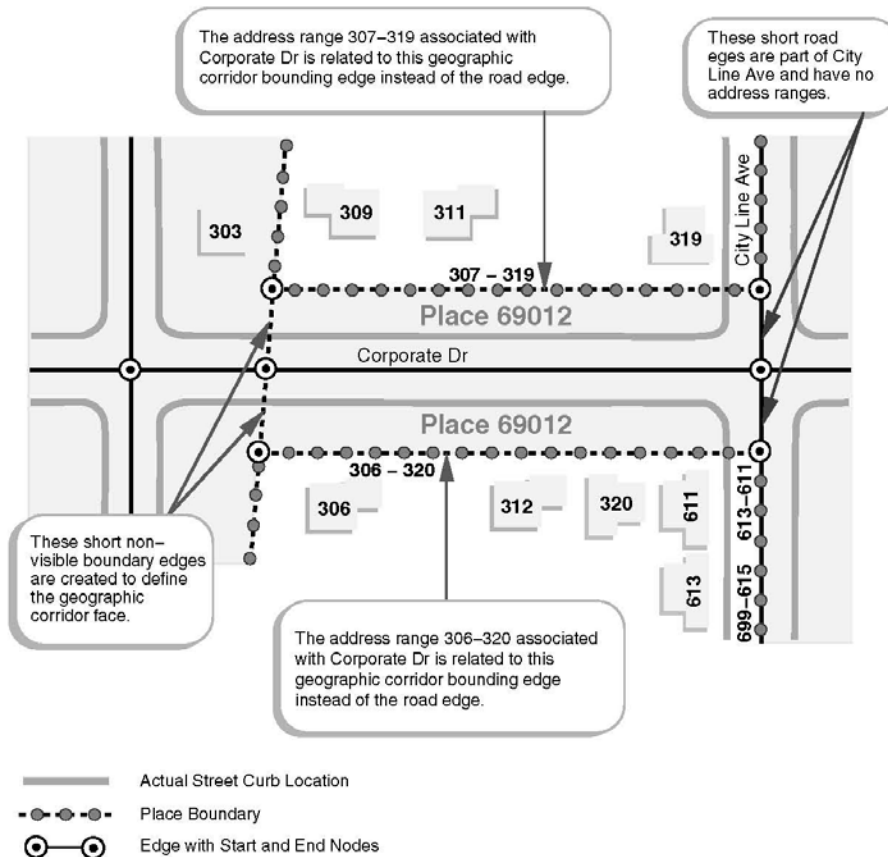 The address range 307–319 associated with
Corporate Dr is related to this geographic
corridor bounding edge instead of the road edge.
These short road
eges are part of City
Line Ave and have no
address ranges.
City Line Ave
303
309
311
319
307 – 319
Place 69012
Corporate Dr
Place 69012
306 – 320
306
312
320
611
613–611
613
699–615
These short non–
visible boundary edges
are created to define
the geographic
corridor face.
The address range 306–320 associated
with Corporate Dr is related to this
geographic corridor bounding edge
instead of the road edge.
Actual Street Curb Location
Place Boundary
Edge with Start and End Nodes